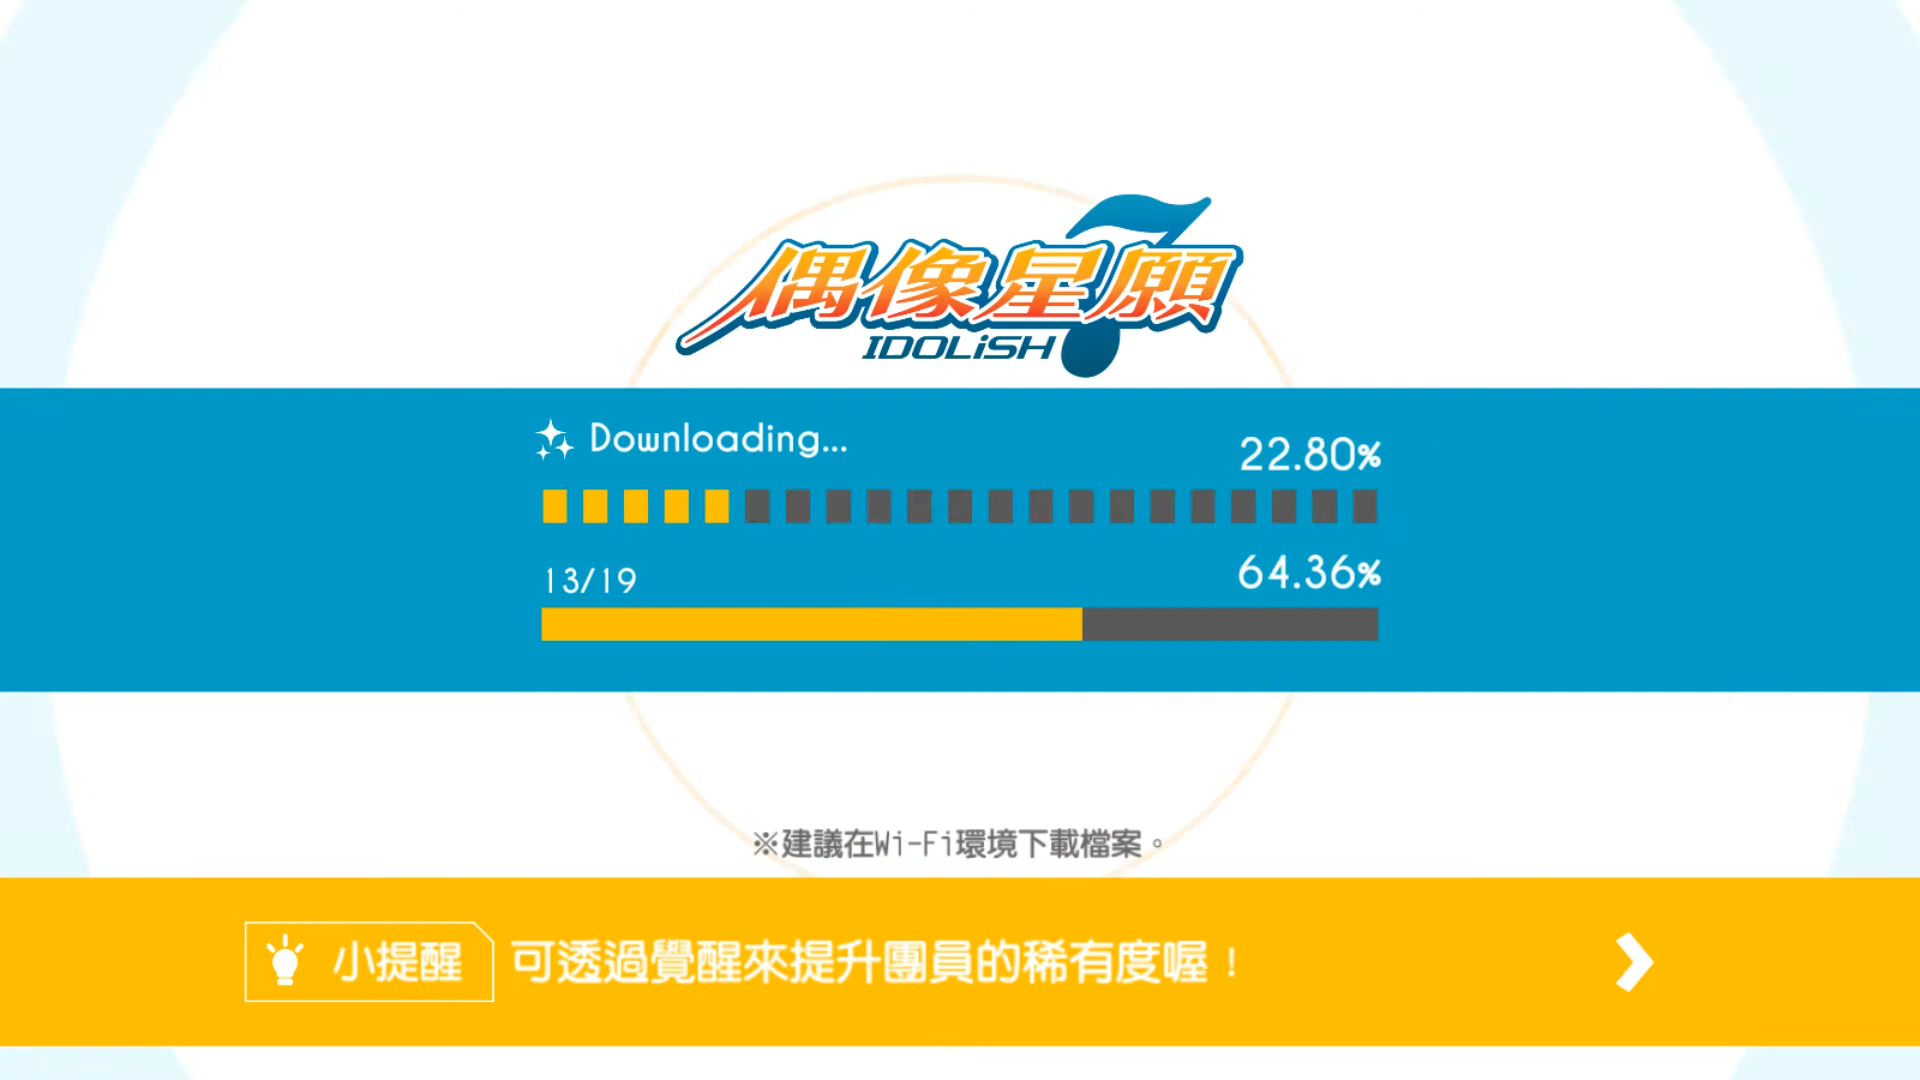 偶像星願
IDOLiSH7
Downloading...
22.80%
13/19
64.36%
※建議在Wi-Fi環境下載檔案。
小提醒
可透過覺醒來提升團員的稀有度喔！